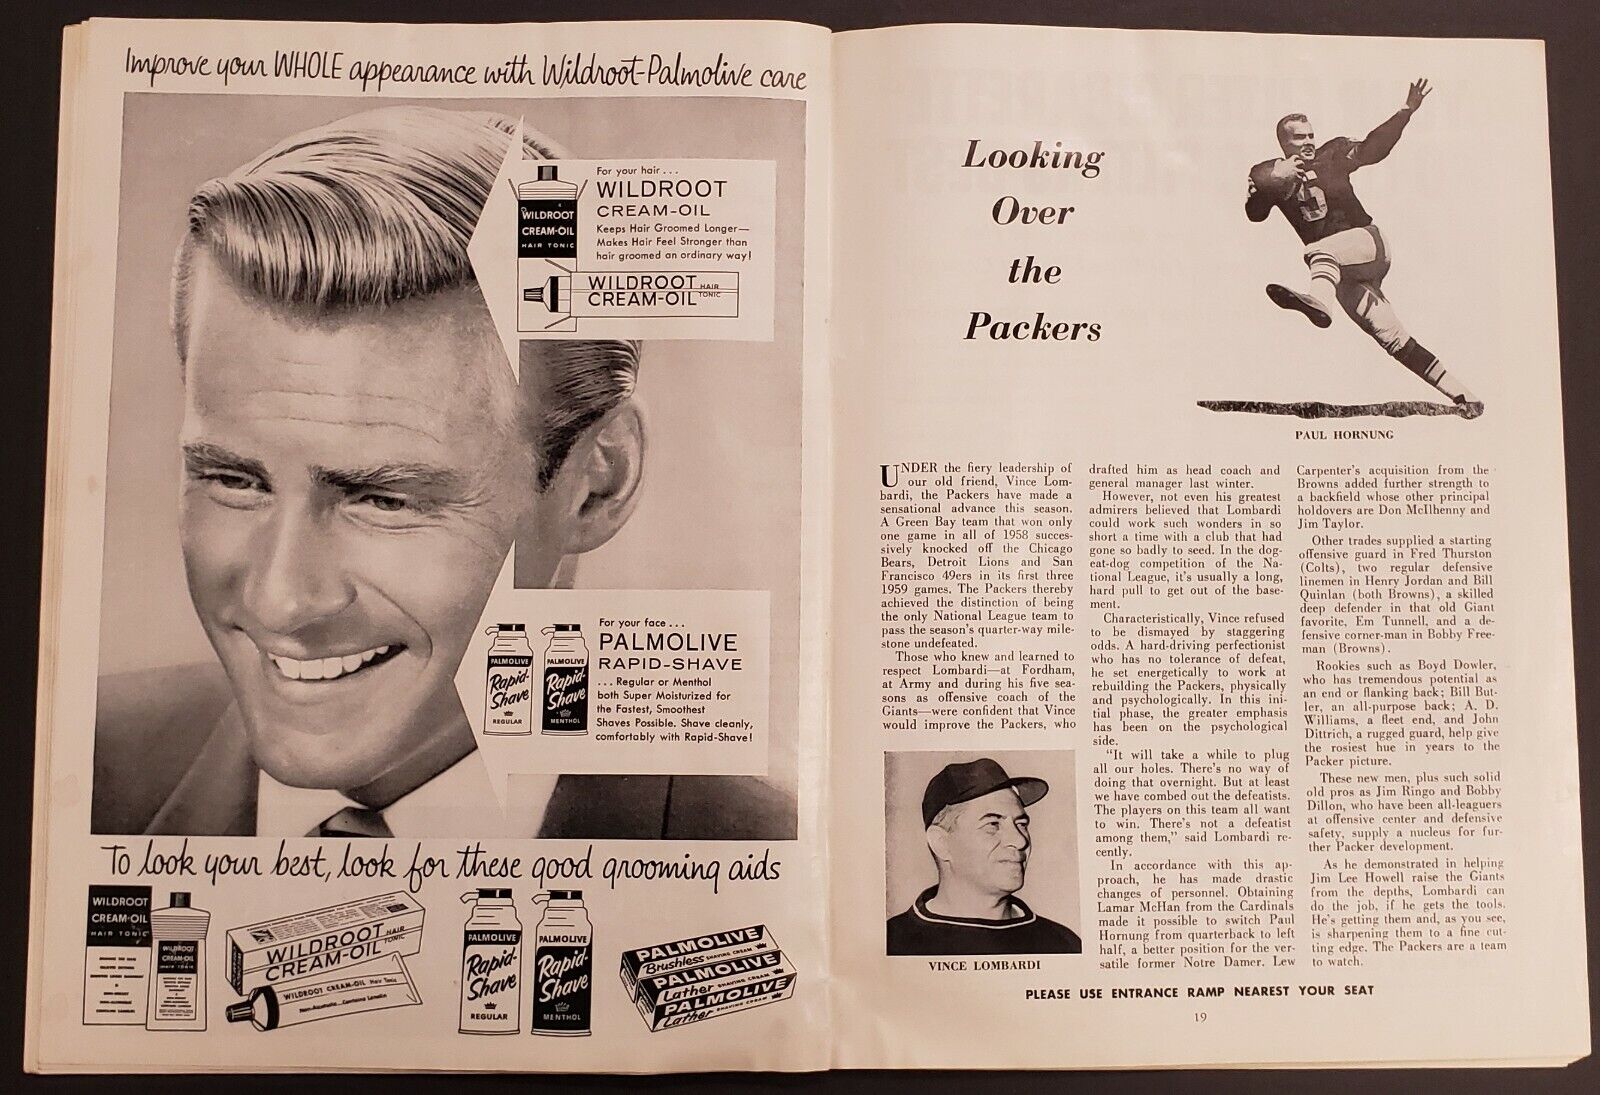 Improve your WHOLE appearance with Wildroot-Palmolive care
For your hair...
WILDROOT
CREAM-OIL
Keeps Hair Groomed Longer—
Makes Hair Feel Stronger than
hair groomed an ordinary way!
WILDROOT
CREAM-OIL
HAIR TONIC
WILDROOT HAIR
CREAM-OIL TONIC
For your face...
PALMOLIVE
RAPID-SHAVE
...Regular or Menthol
both Super Moisturized for
the Fastest, Smoothest
Shaves Possible. Shave cleanly,
comfortably with Rapid-Shave!
PALMOLIVE
Rapid-
Shave
REGULAR
PALMOLIVE
Rapid-
Shave
MENTHOL
To look your best, look for these good grooming aids
WILDROOT
CREAM-OIL
HAIR TONIC
WILDROOT
CREAM-OIL
HAIR TONIC
WILDROOT HAIR
CREAM-OIL TONIC
WILDROOT CREAM-OIL Hair Tonic
Non-Alcoholic—Contains Lanolin
PALMOLIVE
Rapid-
Shave
REGULAR
PALMOLIVE
Rapid-
Shave
MENTHOL
PALMOLIVE
Brushless SHAVING CREAM
PALMOLIVE
Lather SHAVING CREAM
PALMOLIVE
Lather SHAVING CREAM
Looking
Over
the
Packers
PAUL HORNUNG
UNDER the fiery leadership of
our old friend, Vince Lom-
bardi, the Packers have made a
sensational advance this season.
A Green Bay team that won only
one game in all of 1958 succes-
sively knocked off the Chicago
Bears, Detroit Lions and San
Francisco 49ers in its first three
1959 games. The Packers thereby
achieved the distinction of being
the only National League team to
pass the season's quarter-way mile-
stone undefeated.
Those who knew and learned to
respect Lombardi—at Fordham,
at Army and during his five sea-
sons as offensive coach of the
Giants—were confident that Vince
would improve the Packers, who
VINCE LOMBARDI
drafted him as head coach and
general manager last winter.
However, not even his greatest
admirers believed that Lombardi
could work such wonders in so
short a time with a club that had
gone so badly to seed. In the dog-
eat-dog competition of the Na-
tional League, it's usually a long,
hard pull to get out of the base-
ment.
Characteristically, Vince refused
to be dismayed by staggering
odds. A hard-driving perfectionist
who has no tolerance of defeat,
he set energetically to work at
rebuilding the Packers, physically
and psychologically. In this ini-
tial phase, the greater emphasis
has been on the psychological
side.
"It will take a while to plug
all our holes. There's no way of
doing that overnight. But at least
we have combed out the defeatists.
The players on this team all want
to win. There's not a defeatist
among them," said Lombardi re-
cently.
In accordance with this ap-
proach, he has made drastic
changes of personnel. Obtaining
Lamar McHan from the Cardinals
made it possible to switch Paul
Hornung from quarterback to left
half, a better position for the ver-
satile former Notre Damer. Lew
Carpenter's acquisition from the
Browns added further strength to
a backfield whose other principal
holdovers are Don McIlhenny and
Jim Taylor.
Other trades supplied a starting
offensive guard in Fred Thurston
(Colts), two regular defensive
linemen in Henry Jordan and Bill
Quinlan (both Browns), a skilled
deep defender in that old Giant
favorite, Em Tunnell, and a de-
fensive corner-man in Bobby Free-
man (Browns).
Rookies such as Boyd Dowler,
who has tremendous potential as
an end or flanking back; Bill But-
ler, an all-purpose back; A. D.
Williams, a fleet end, and John
Dittrich, a rugged guard, help give
the rosiest hue in years to the
Packer picture.
These new men, plus such solid
old pros as Jim Ringo and Bobby
Dillon, who have been all-leaguers
at offensive center and defensive
safety, supply a nucleus for fur-
ther Packer development.
As he demonstrated in helping
Jim Lee Howell raise the Giants
from the depths, Lombardi can
do the job, if he gets the tools.
He's getting them and, as you see,
is sharpening them to a fine cut-
ting edge. The Packers are a team
to watch.
PLEASE USE ENTRANCE RAMP NEAREST YOUR SEAT
19